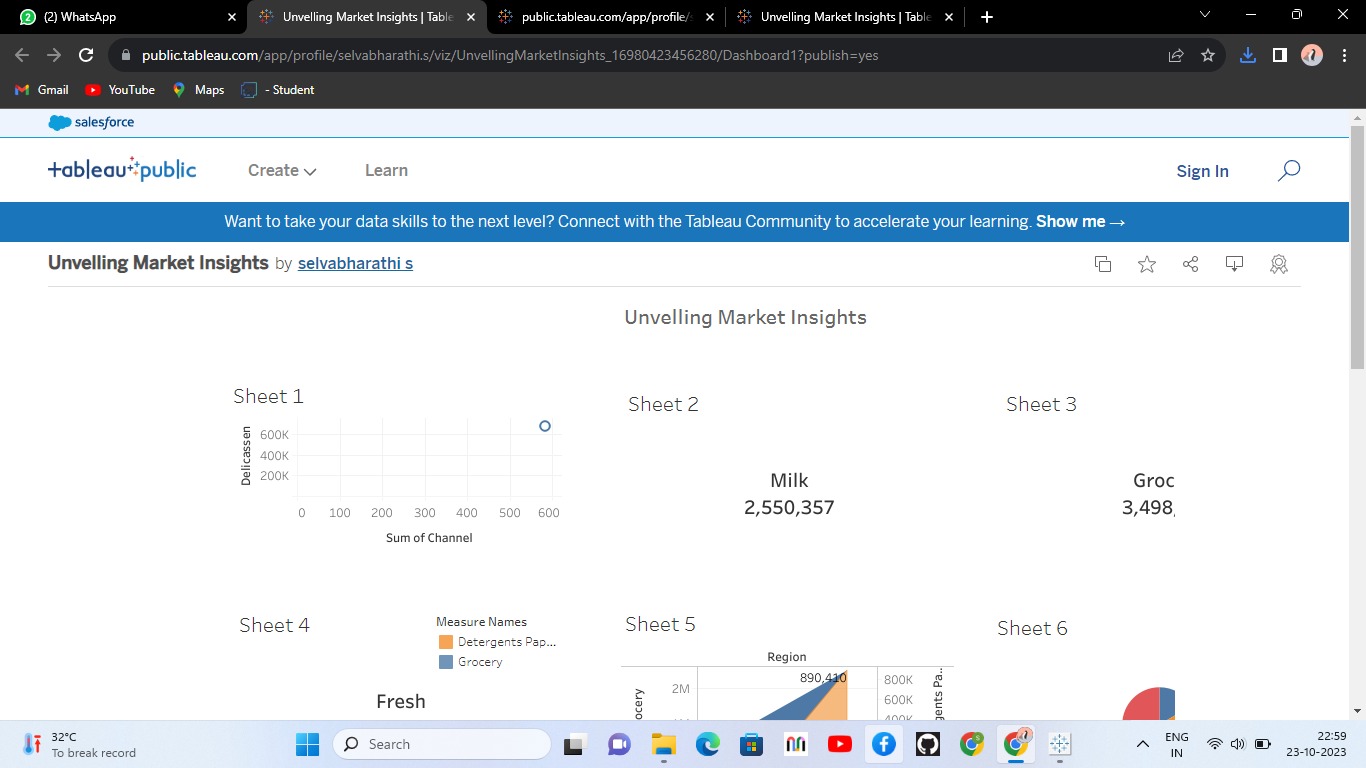 (2) WhatsApp
Unvelling Market Insights | Table
public.tableau.com/app/profile/s
Unvelling Market Insights | Table
public.tableau.com/app/profile/selvabharathi.s/viz/UnvellingMarketInsights_16980423456280/Dashboard1?publish=yes
Gmail YouTube Maps - Student
salesforce
+ableau public
Create Learn Sign In
Want to take your data skills to the next level? Connect with the Tableau Community to accelerate your learning. Show me →
Unvelling Market Insights by selvabharathi s
Unvelling Market Insights
Sheet 1
Delicassen
600K
400K
200K
0 100 200 300 400 500 600
Sum of Channel
Sheet 2
Milk
2,550,357
Sheet 3
Groc
3,498,
Sheet 4
Measure Names
Detergents Pap...
Grocery
Fresh
Sheet 5
Region
890,410
2M
ocery
800K
600K
400K
gents Pa..
Sheet 6
32°C
To break record
Search
ENG
IN
22:59
23-10-2023